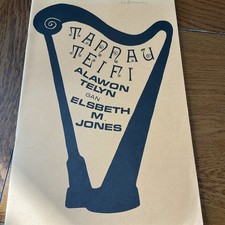 TANNAU
TEIFI
ALAWON
TELYN
GAN
ELSBETH
M
JONES